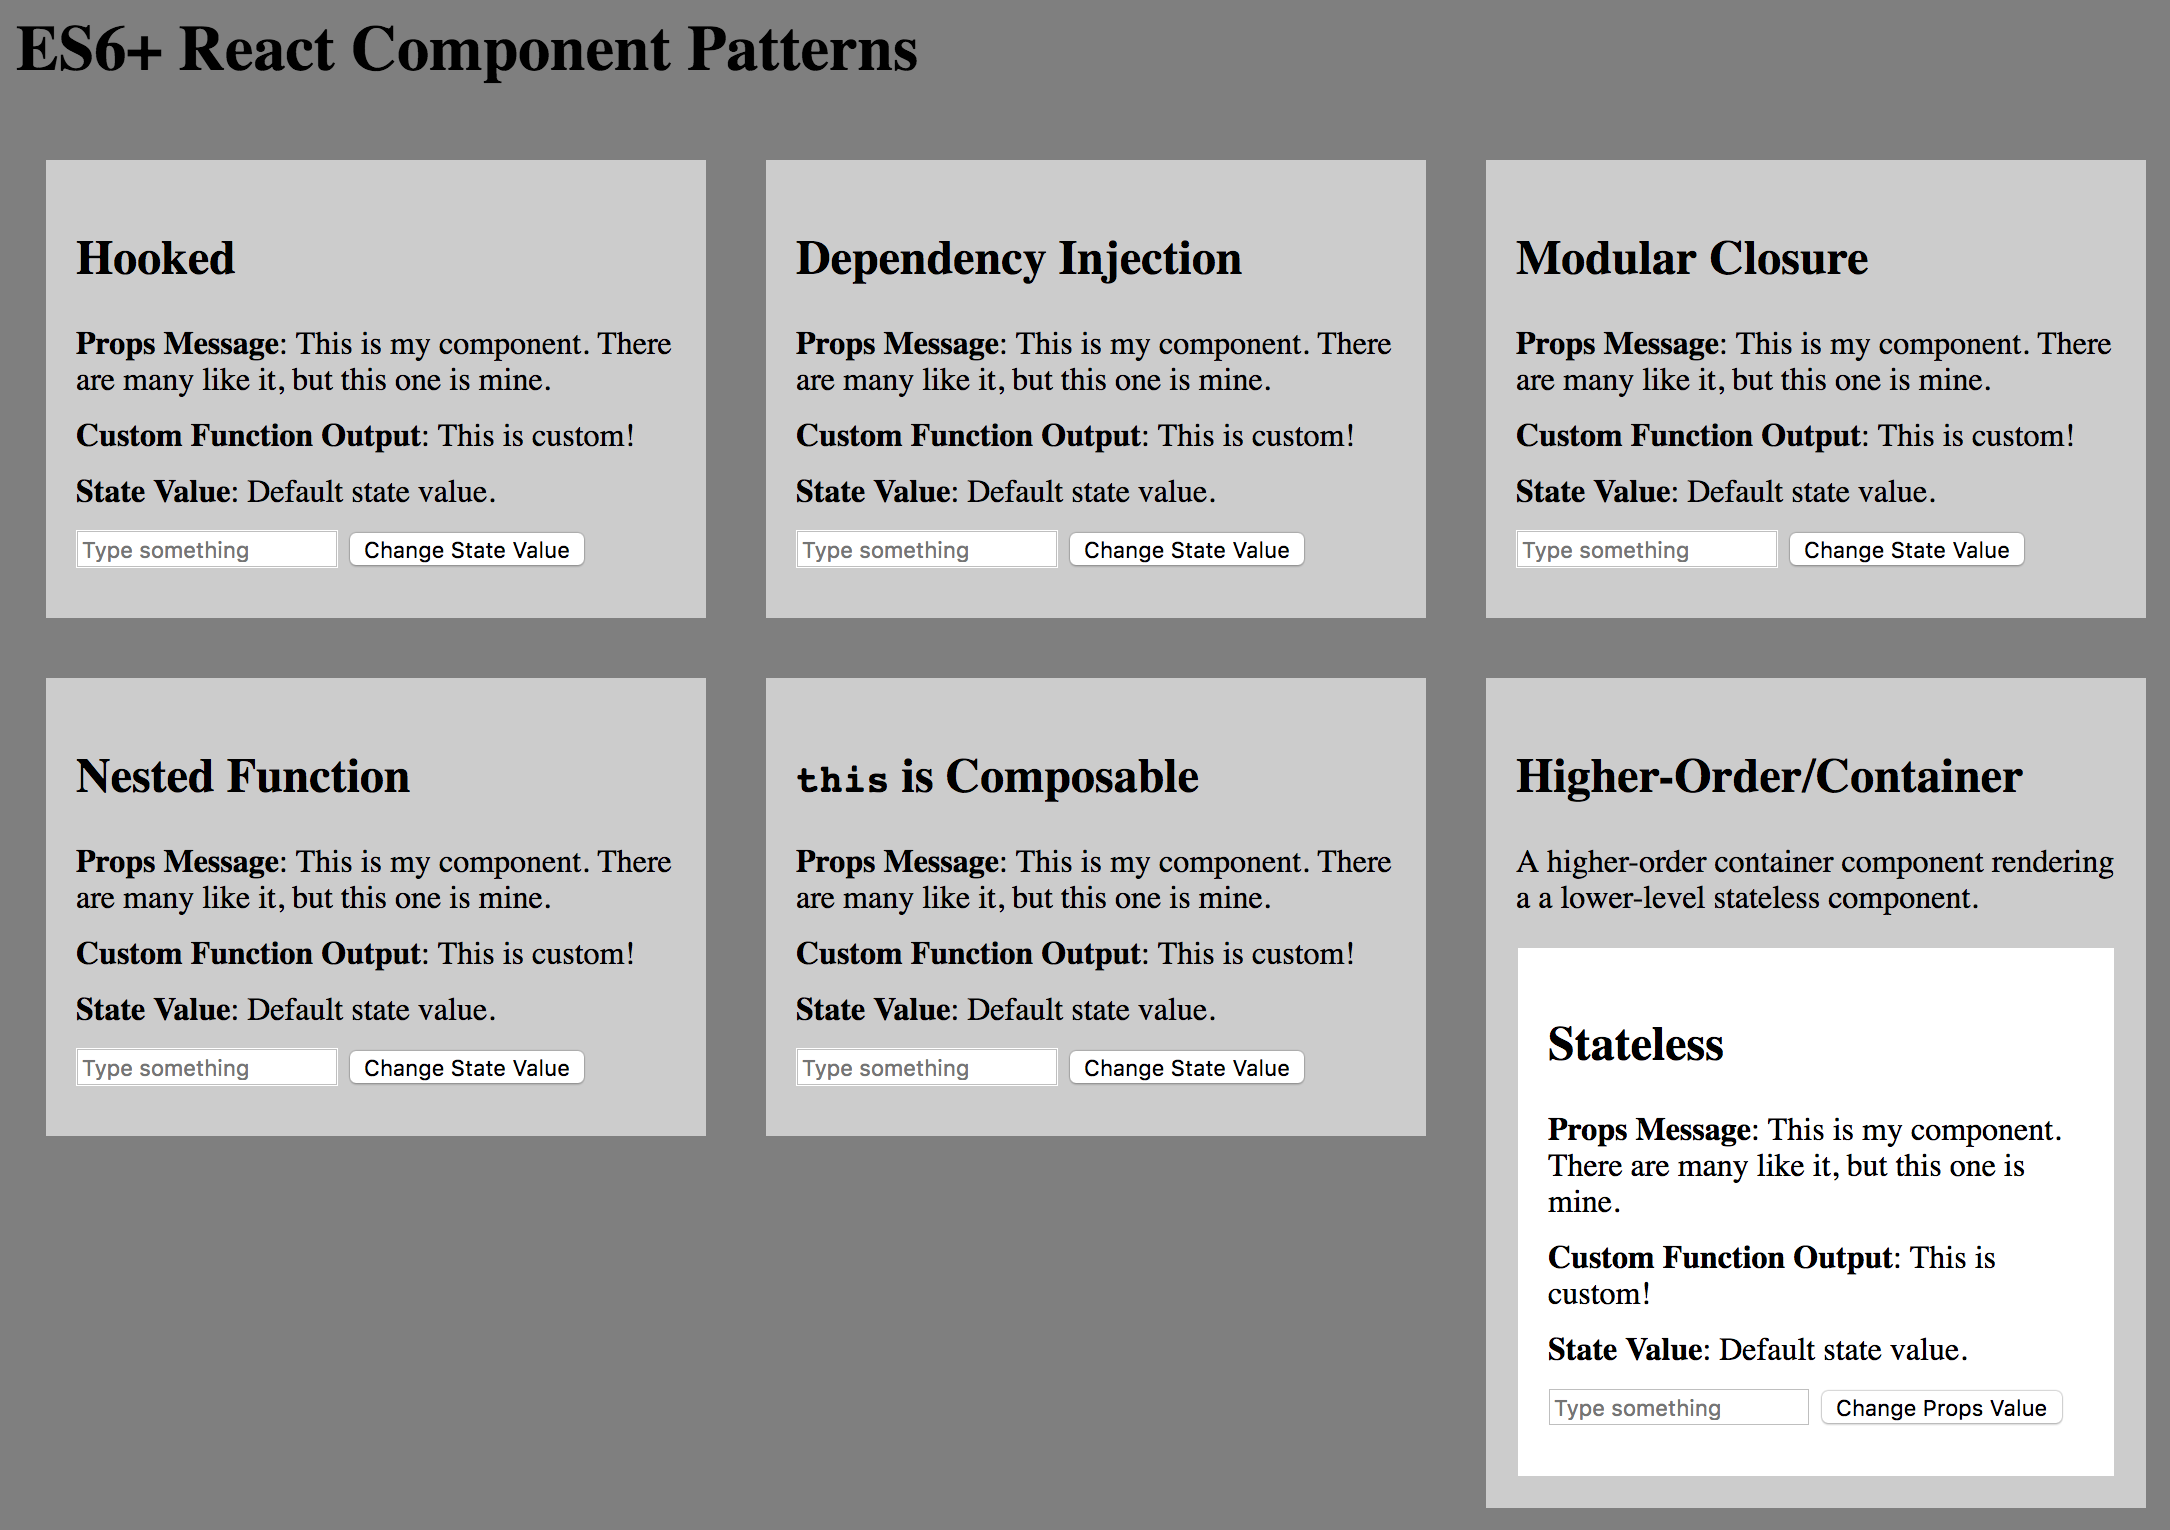 ES6+ React Component Patterns
Hooked
Props Message: This is my component. There
are many like it, but this one is mine.
Custom Function Output: This is custom!
State Value: Default state value.
Type something
Change State Value
Dependency Injection
Props Message: This is my component. There
are many like it, but this one is mine.
Custom Function Output: This is custom!
State Value: Default state value.
Type something
Change State Value
Modular Closure
Props Message: This is my component. There
are many like it, but this one is mine.
Custom Function Output: This is custom!
State Value: Default state value.
Type something
Change State Value
Nested Function
Props Message: This is my component. There
are many like it, but this one is mine.
Custom Function Output: This is custom!
State Value: Default state value.
Type something
Change State Value
this is Composable
Props Message: This is my component. There
are many like it, but this one is mine.
Custom Function Output: This is custom!
State Value: Default state value.
Type something
Change State Value
Higher-Order/Container
A higher-order container component rendering
a a lower-level stateless component.
Stateless
Props Message: This is my component.
There are many like it, but this one is
mine.
Custom Function Output: This is
custom!
State Value: Default state value.
Type something
Change Props Value